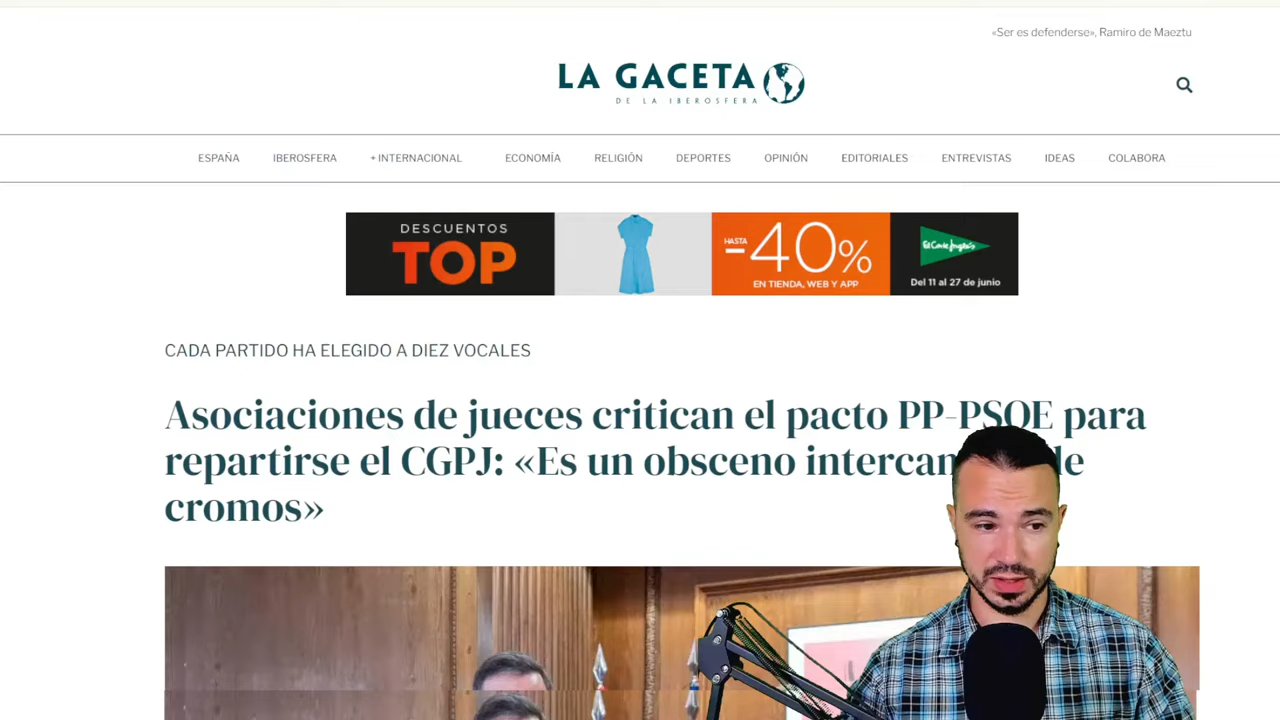 «Ser es defenderse», Ramiro de Maeztu
LA GACETA
DE LA IBEROSFERA
ESPAÑA IBEROSFERA + INTERNACIONAL ECONOMÍA RELIGIÓN DEPORTES OPINIÓN EDITORIALES ENTREVISTAS IDEAS COLABORA
DESCUENTOS
TOP
HASTA
-40%
EN TIENDA, WEB Y APP
El Corte Inglés
Del 11 al 27 de junio
CADA PARTIDO HA ELEGIDO A DIEZ VOCALES
Asociaciones de jueces critican el pacto PP-PSOE para
repartirse el CGPJ: «Es un obsceno intercam de
cromos»